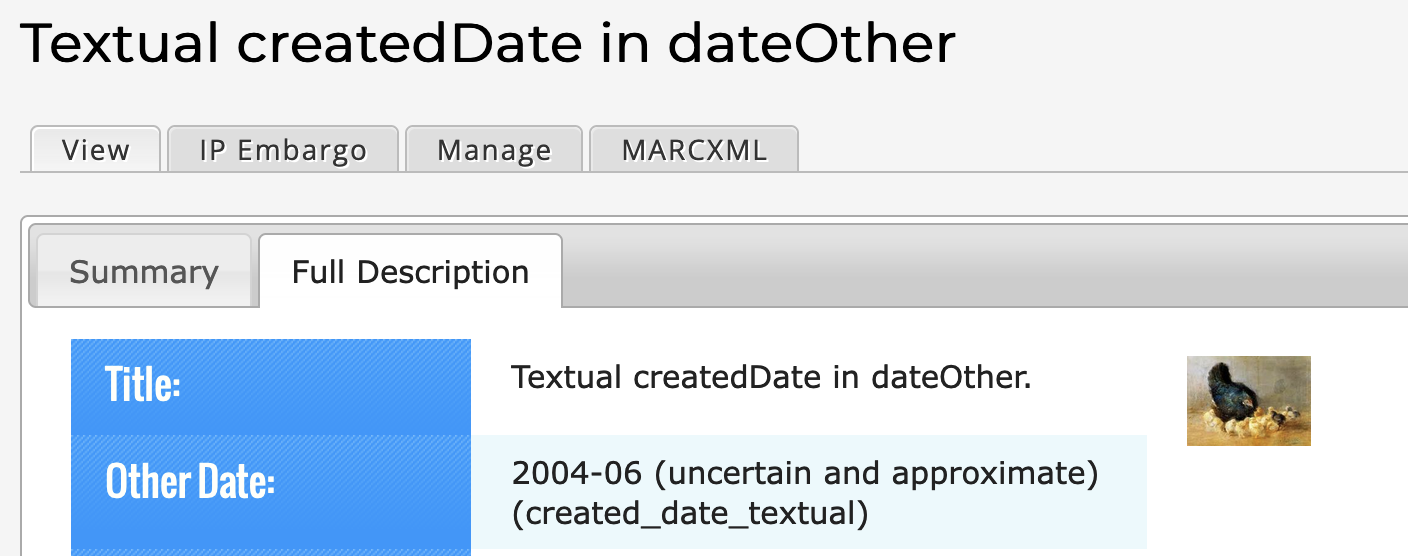 Textual createdDate in dateOther
View IP Embargo Manage MARCXML
Summary Full Description
Title: Textual createdDate in dateOther.
Other Date: 2004-06 (uncertain and approximate)
(created_date_textual)